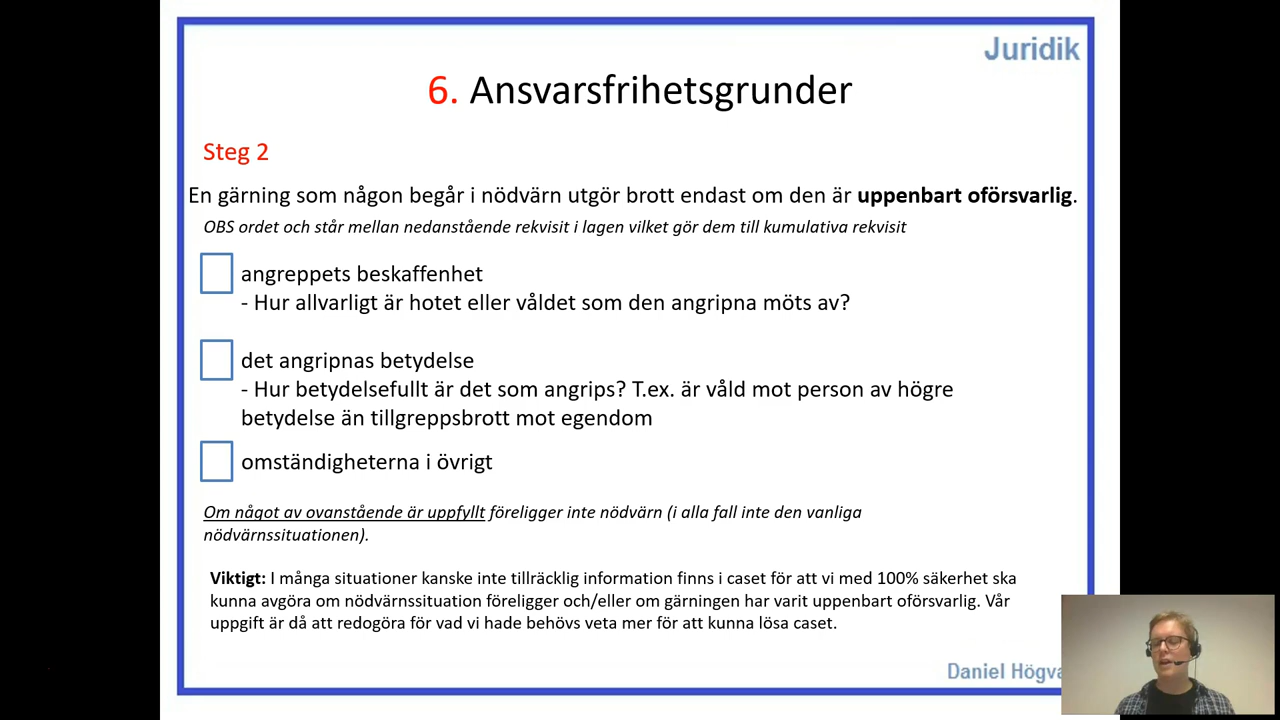 Juridik
6. Ansvarsfrihetsgrunder
Steg 2
En gärning som någon begår i nödvärn utgör brott endast om den är uppenbart oförsvarlig.
OBS ordet och står mellan nedanstående rekvisit i lagen vilket gör dem till kumulativa rekvisit
angreppets beskaffenhet
- Hur allvarligt är hotet eller våldet som den angripna möts av?
det angripnas betydelse
- Hur betydelsefullt är det som angrips? T.ex. är våld mot person av högre
betydelse än tillgreppsbrott mot egendom
omständigheterna i övrigt
Om något av ovanstående är uppfyllt föreligger inte nödvärn (i alla fall inte den vanliga
nödvärnssituationen).
Viktigt: I många situationer kanske inte tillräcklig information finns i caset för att vi med 100% säkerhet ska
kunna avgöra om nödvärnssituation föreligger och/eller om gärningen har varit uppenbart oförsvarlig. Vår
uppgift är då att redogöra för vad vi hade behövs veta mer för att kunna lösa caset.
Daniel